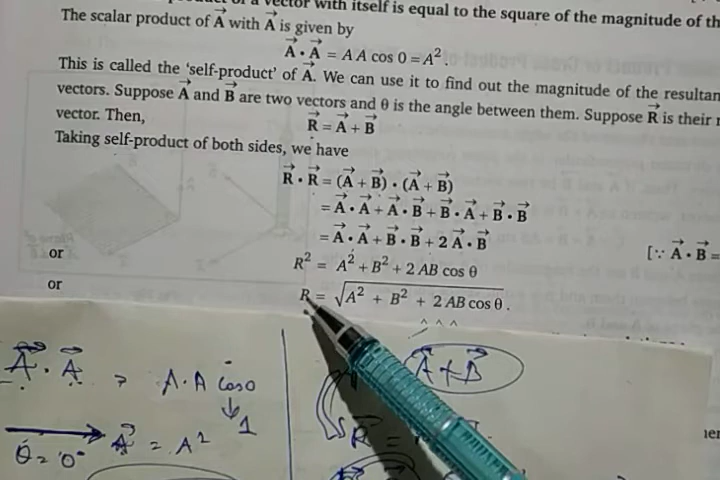 product of a vector with itself is equal to the square of the magnitude of th
The scalar product of A⃗ with A⃗ is given by
A⃗ • A⃗ = A A cos 0 = A².
This is called the 'self-product' of A⃗. We can use it to find out the magnitude of the resultan
vectors. Suppose A⃗ and B⃗ are two vectors and θ is the angle between them. Suppose R⃗ is their r
vector. Then, R⃗ = A⃗ + B⃗
Taking self-product of both sides, we have
R⃗ • R⃗ = (A⃗ + B⃗) • (A⃗ + B⃗)
= A⃗ • A⃗ + A⃗ • B⃗ + B⃗ • A⃗ + B⃗ • B⃗
= A⃗ • A⃗ + B⃗ • B⃗ + 2 A⃗ • B⃗ [∵ A⃗ • B⃗ =
or R² = A² + B² + 2 AB cos θ
or R = √(A² + B² + 2 AB cos θ).
A⃗ · A⃗ > A·A cos0
↓
1
A⃗ = A²
θ = 0°
A⃗ + B⃗
R⃗ =